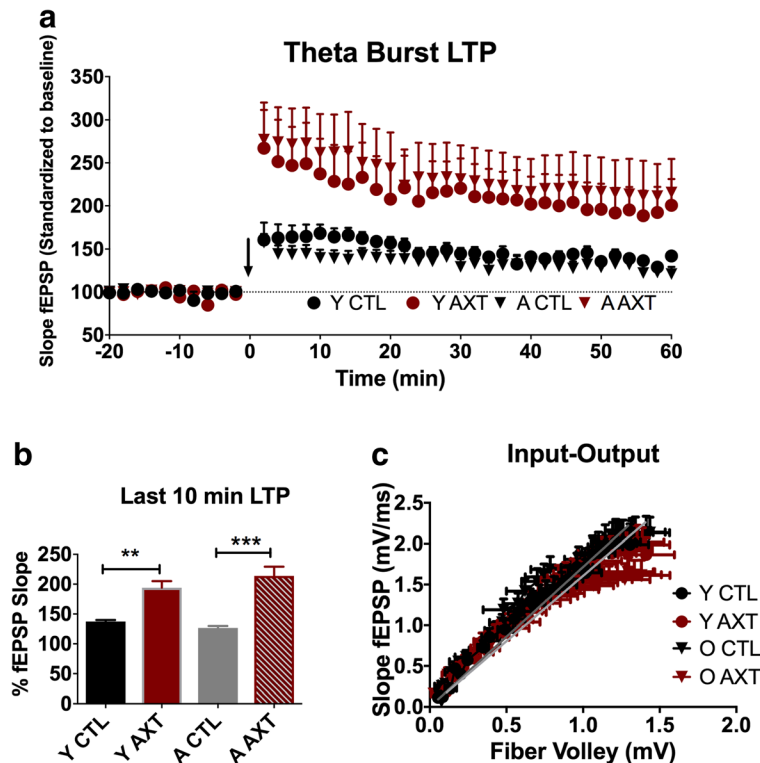 a
Theta Burst LTP
Slope fEPSP (Standardized to baseline)
350
300
250
200
150
100
50
Y CTL Y AXT A CTL A AXT
-20 -10 0 10 20 30 40 50 60
Time (min)
b
Last 10 min LTP
% fEPSP Slope
250
200
150
100
50
0
** ***
Y CTL Y AXT A CTL A AXT
c
Input-Output
Slope fEPSP (mV/ms)
2.5
2.0
1.5
1.0
0.5
0.0
Y CTL
Y AXT
O CTL
O AXT
0.0 0.5 1.0 1.5 2.0
Fiber Volley (mV)